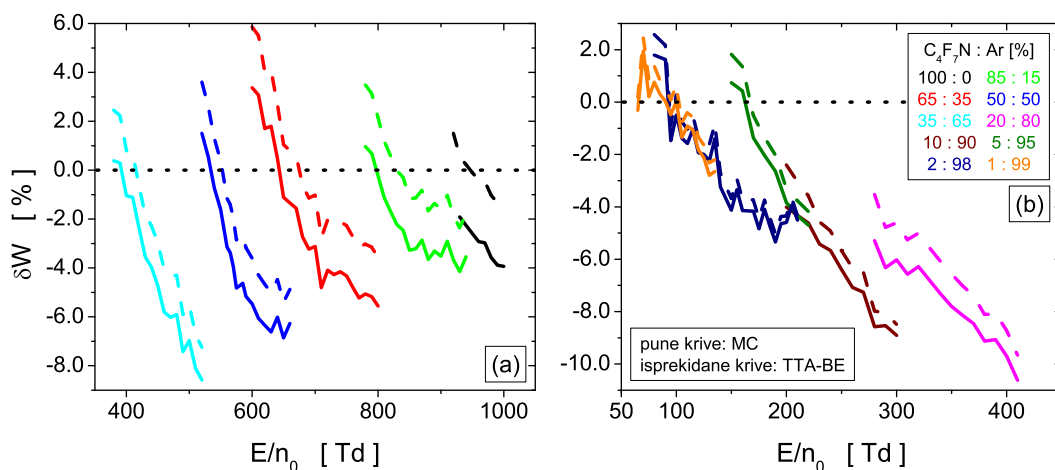 6.0
4.0
2.0
0.0
-2.0
-4.0
-6.0
-8.0
δW [ % ]
400
600
800
1000
E/n₀ [ Td ]
(a)
2.0
0.0
-2.0
-4.0
-6.0
-8.0
-10.0
50
100
200
300
400
E/n₀ [ Td ]
C₄F₇N : Ar [%]
100 : 0 85 : 15
65 : 35 50 : 50
35 : 65 20 : 80
10 : 90 5 : 95
2 : 98 1 : 99
(b)
pune krive: MC
isprekidane krive: TTA-BE